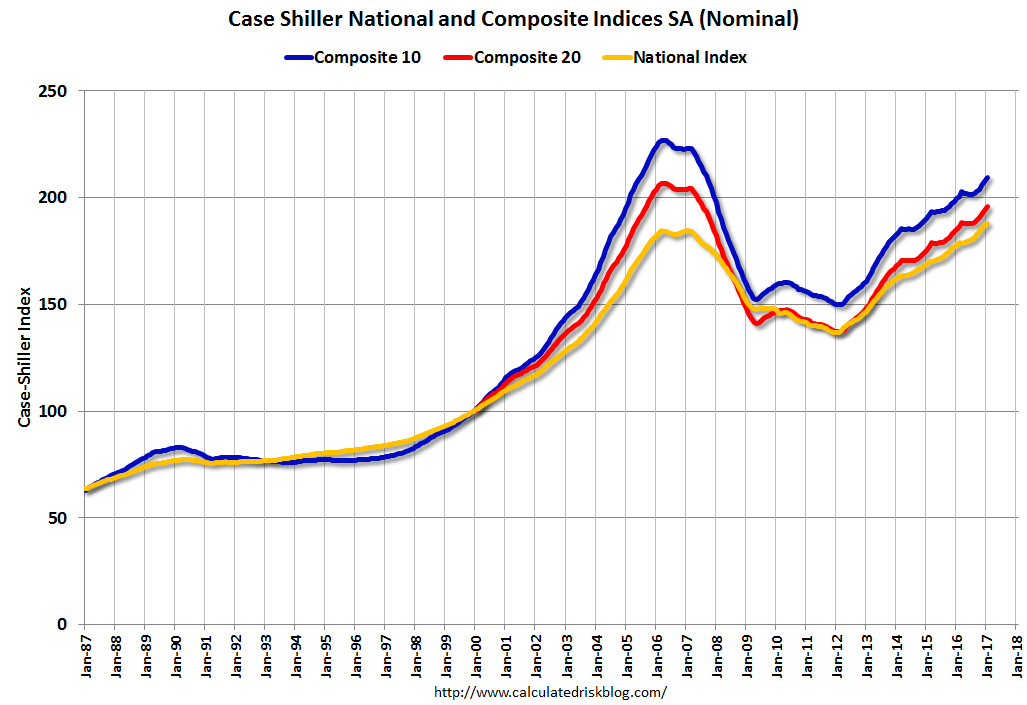 Case Shiller National and Composite Indices SA (Nominal)
Composite 10 Composite 20 National Index
250
200
150
100
50
0
Case-Shiller Index
Jan-87 Jan-88 Jan-89 Jan-90 Jan-91 Jan-92 Jan-93 Jan-94 Jan-95 Jan-96 Jan-97 Jan-98 Jan-99 Jan-00 Jan-01 Jan-02 Jan-03 Jan-04 Jan-05 Jan-06 Jan-07 Jan-08 Jan-09 Jan-10 Jan-11 Jan-12 Jan-13 Jan-14 Jan-15 Jan-16 Jan-17 Jan-18
http://www.calculatedriskblog.com/